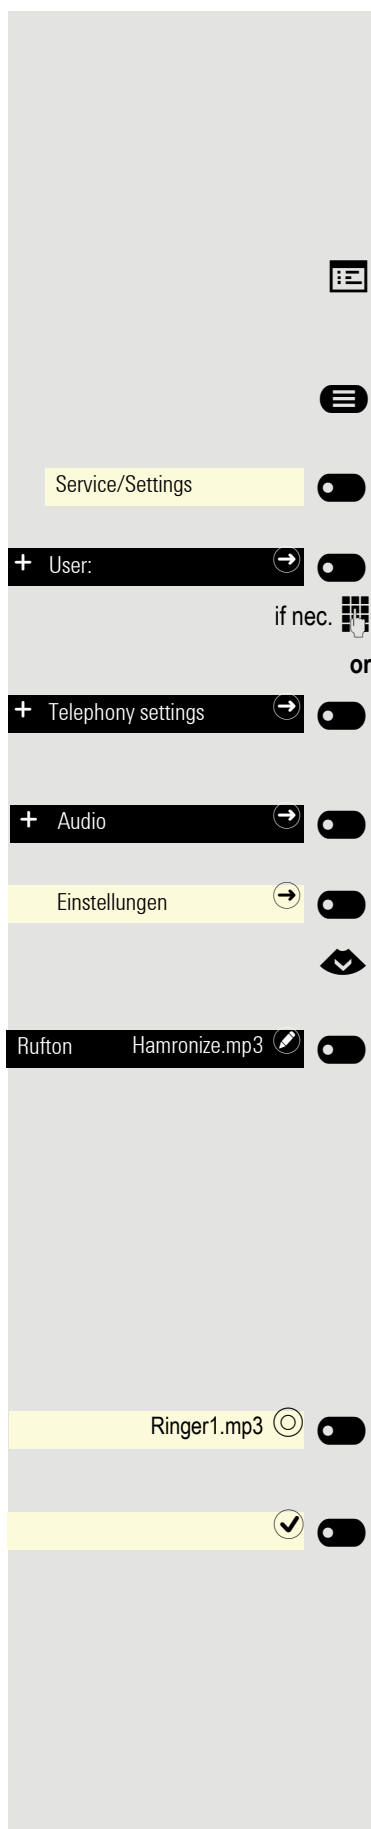 Service/Settings
+ User:
if nec.
or
+ Telephony settings
+ Audio
Einstellungen
Rufton Hamronize.mp3
Ringer1.mp3